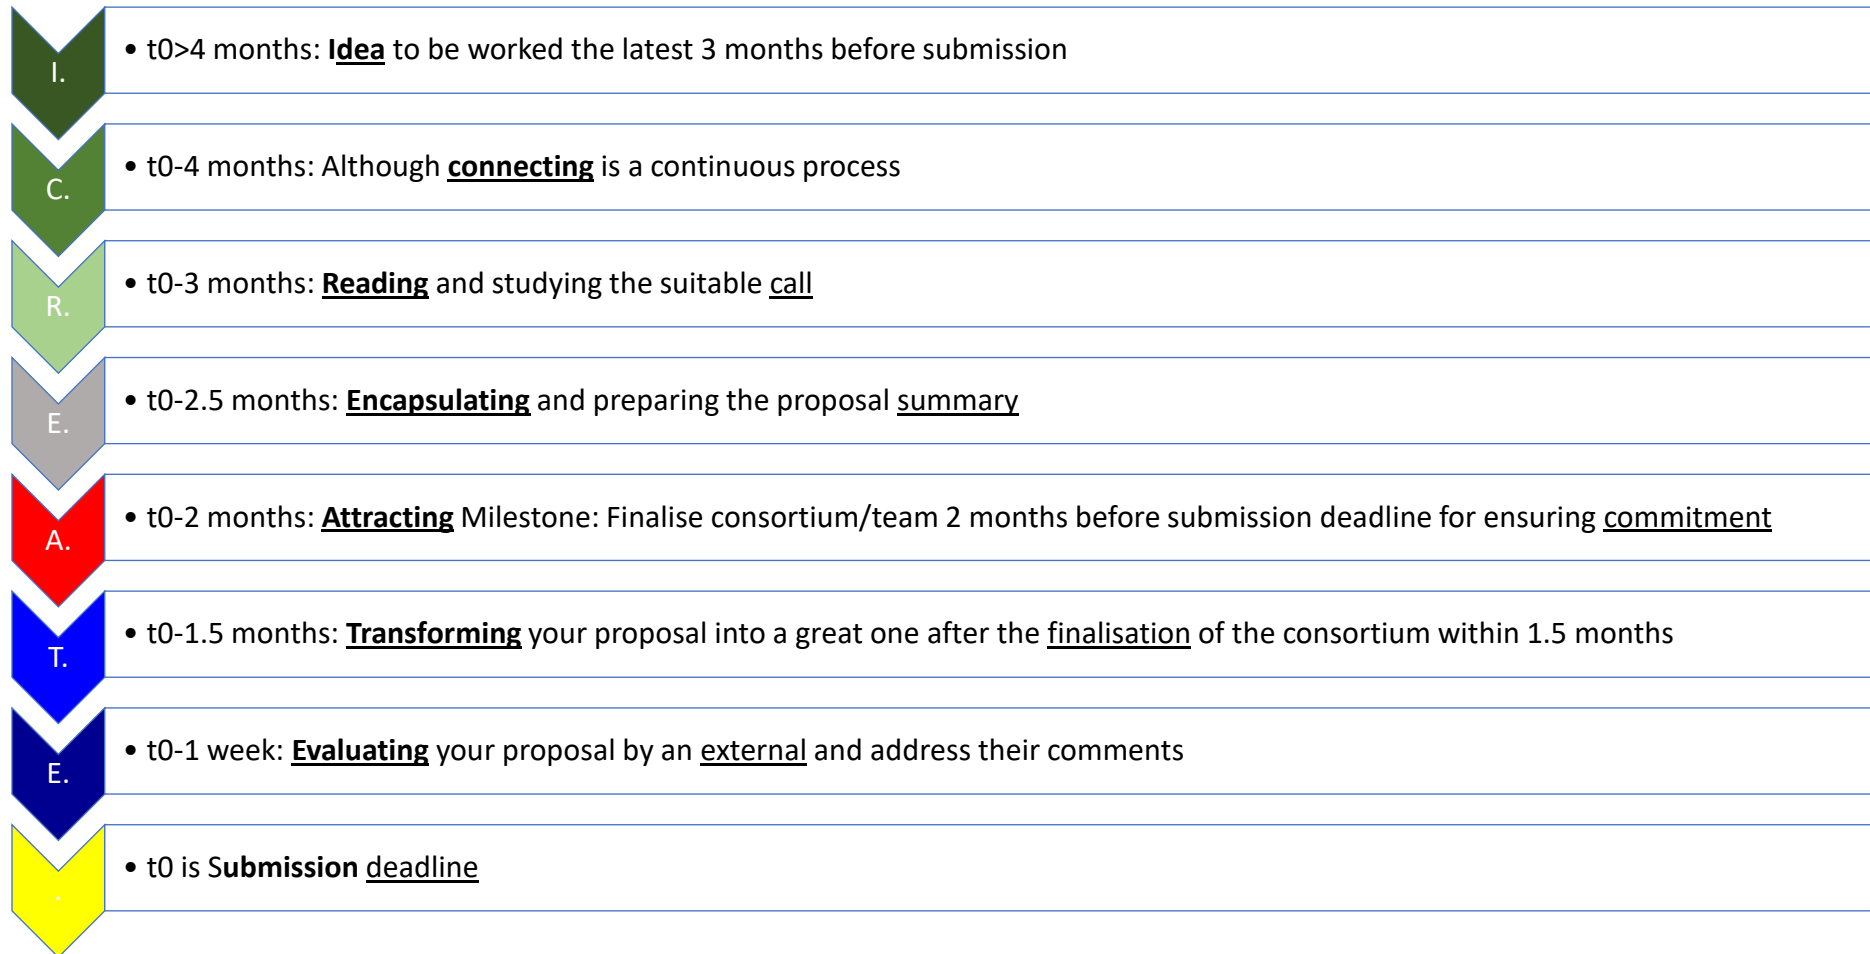 I.
• t0>4 months: Idea to be worked the latest 3 months before submission
C.
• t0-4 months: Although connecting is a continuous process
R.
• t0-3 months: Reading and studying the suitable call
E.
• t0-2.5 months: Encapsulating and preparing the proposal summary
A.
• t0-2 months: Attracting Milestone: Finalise consortium/team 2 months before submission deadline for ensuring commitment
T.
• t0-1.5 months: Transforming your proposal into a great one after the finalisation of the consortium within 1.5 months
E.
• t0-1 week: Evaluating your proposal by an external and address their comments
.
• t0 is Submission deadline